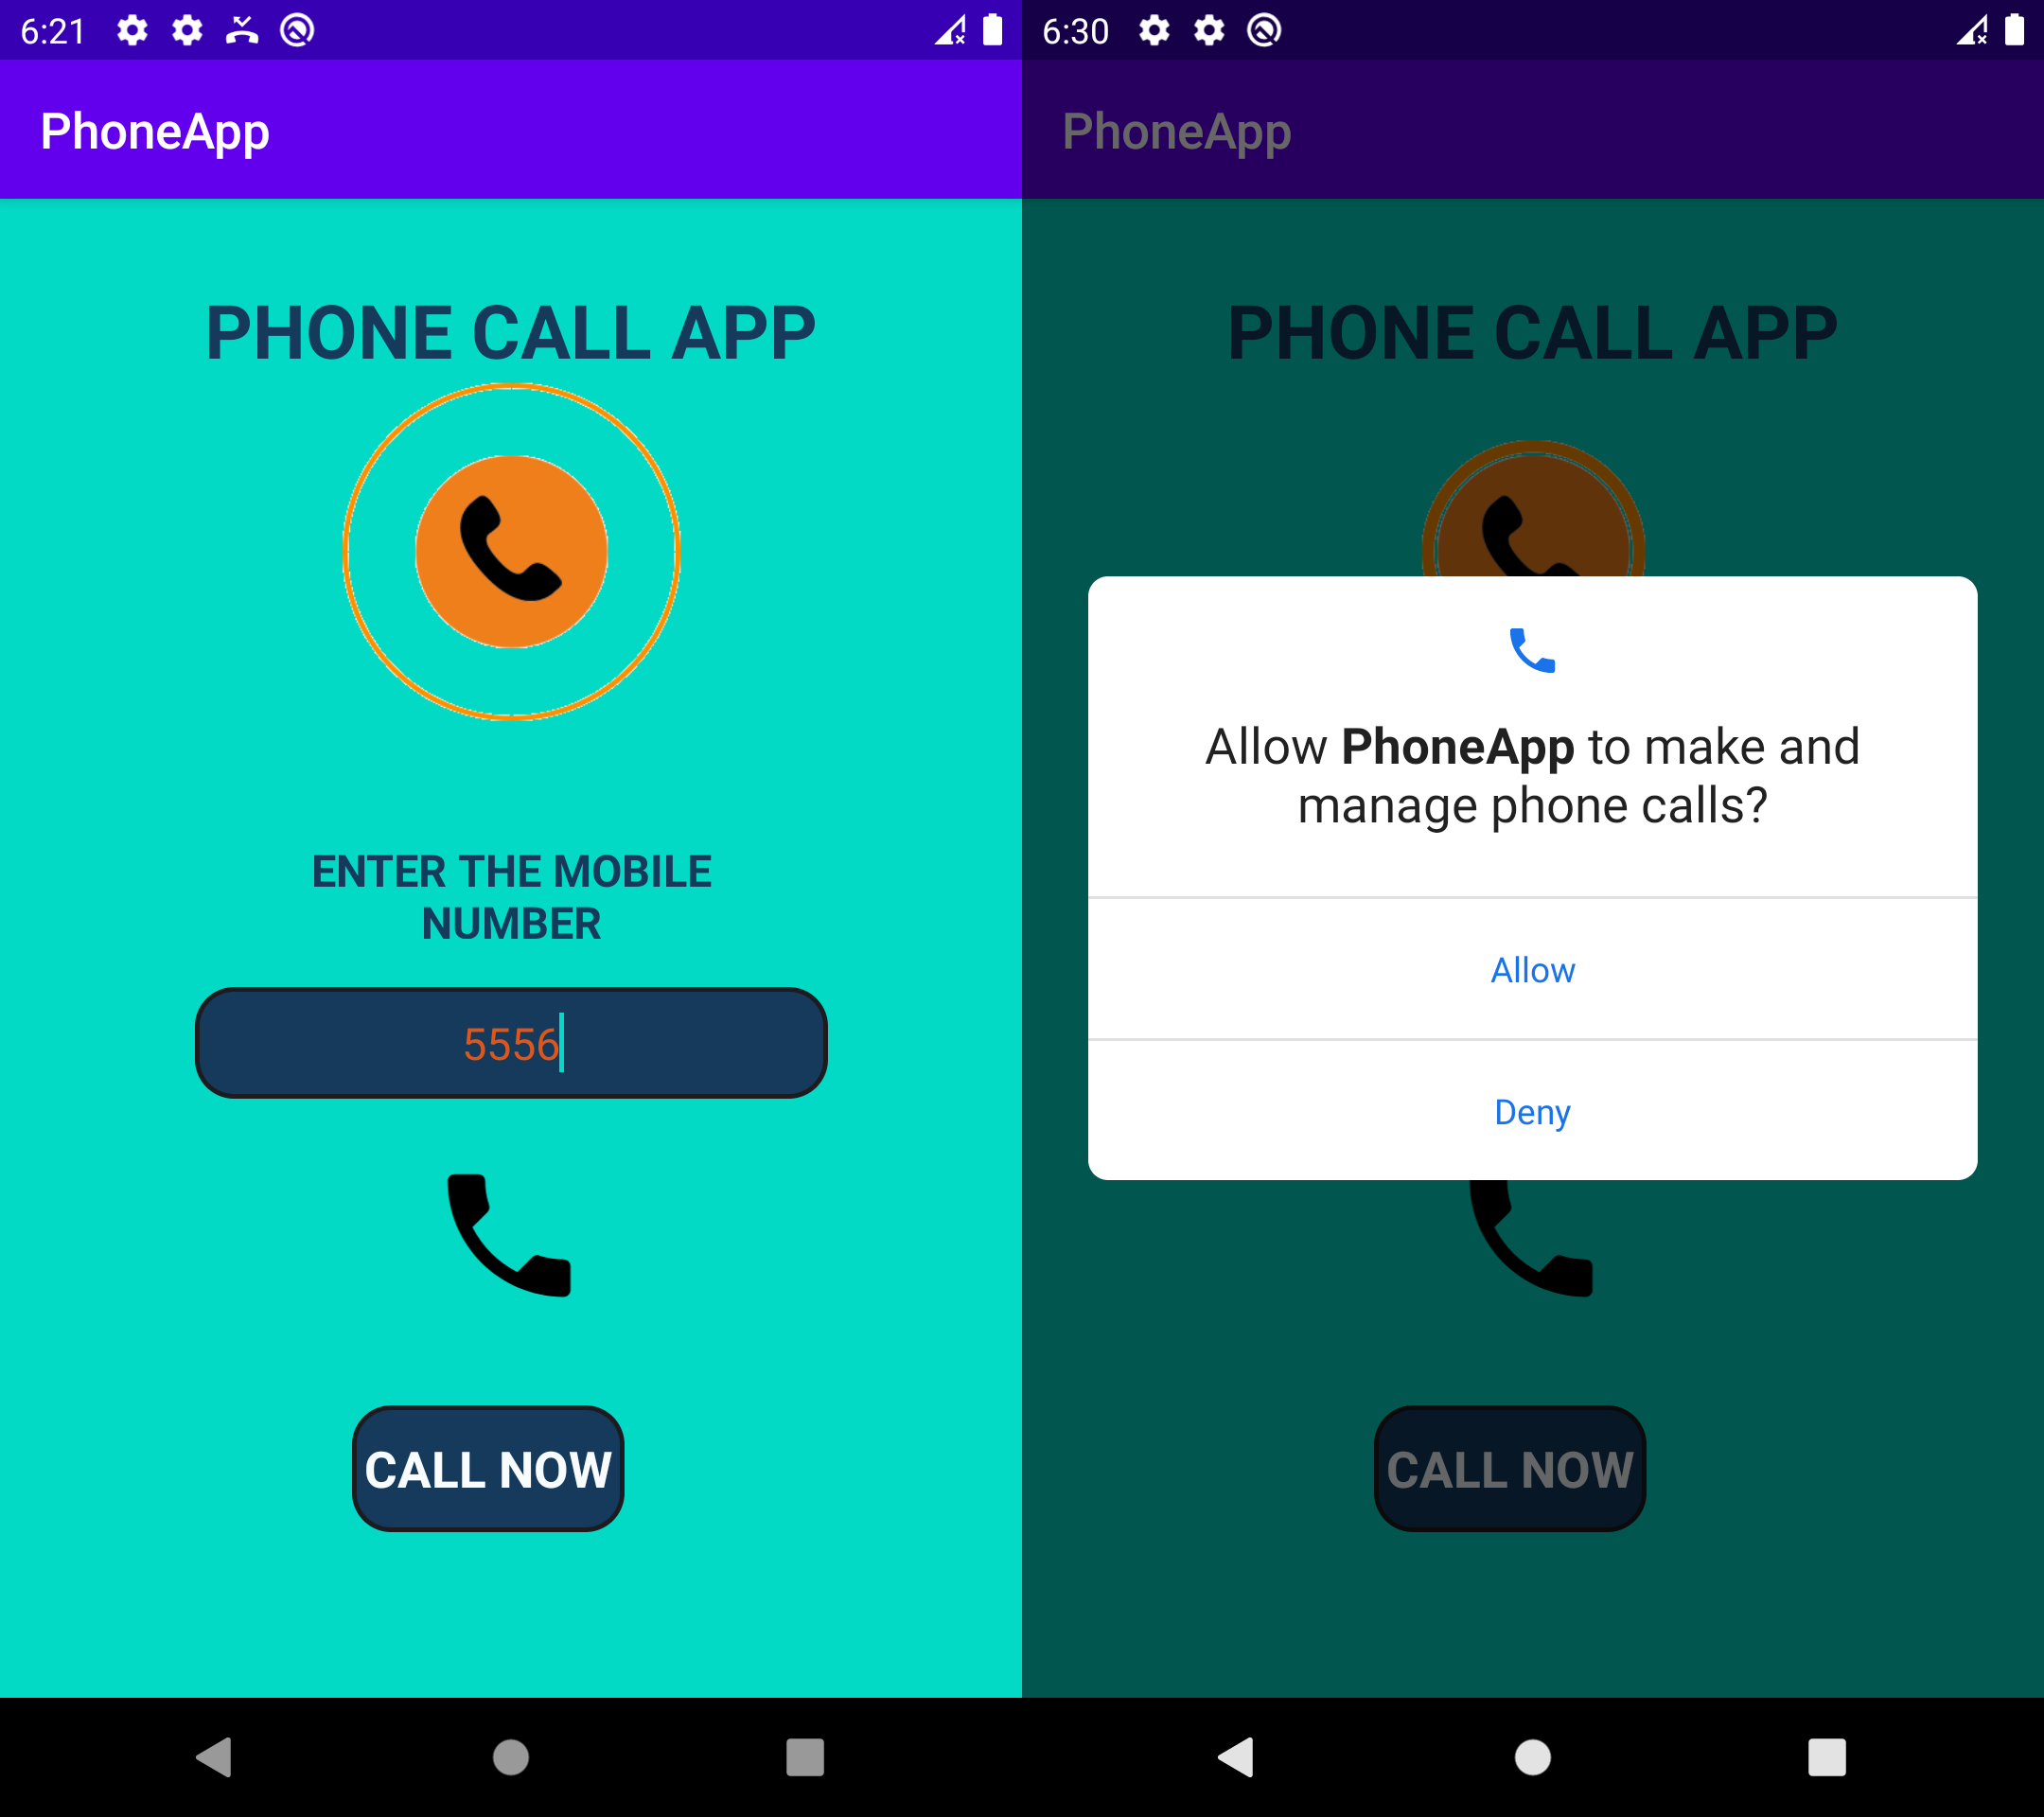 6:21
PhoneApp
PHONE CALL APP
ENTER THE MOBILE
NUMBER
5556
CALL NOW
6:30
PhoneApp
PHONE CALL APP
Allow PhoneApp to make and
manage phone calls?
Allow
Deny
CALL NOW